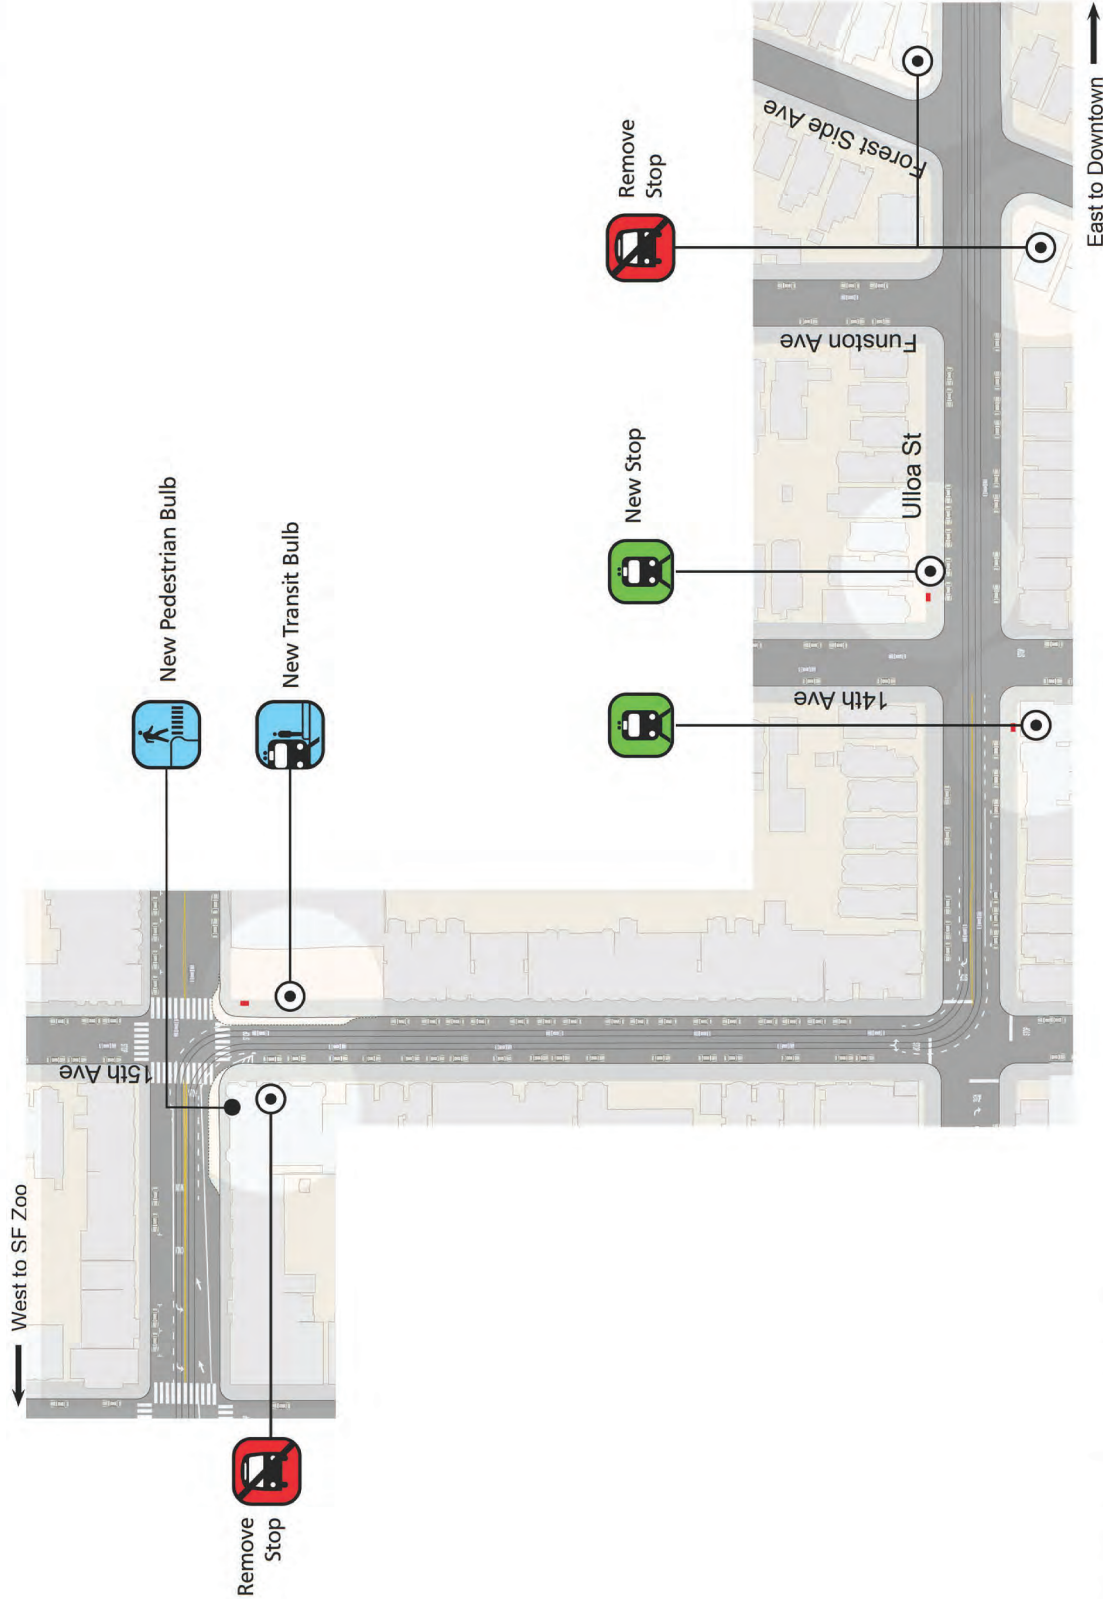 West to SF Zoo
East to Downtown
New Pedestrian Bulb
New Transit Bulb
Remove
Stop
15th Ave
New Stop
14th Ave
Ulloa St
Funston Ave
Remove
Stop
Forest Side Ave